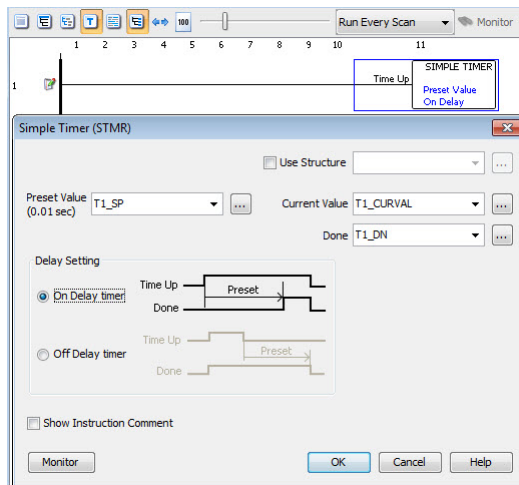 T
100
Run Every Scan
Monitor
1 2 3 4 5 6 7 8 9 10 11
1
SIMPLE TIMER
Time Up
Preset Value
On Delay
Simple Timer (STMR)
Use Structure
...
Preset Value
(0.01 sec)
T1_SP
...
Current Value
T1_CURVAL
...
Done
T1_DN
...
Delay Setting
On Delay timer
Time Up
Preset
Done
Off Delay timer
Time Up
Preset
Done
Show Instruction Comment
Monitor
OK
Cancel
Help